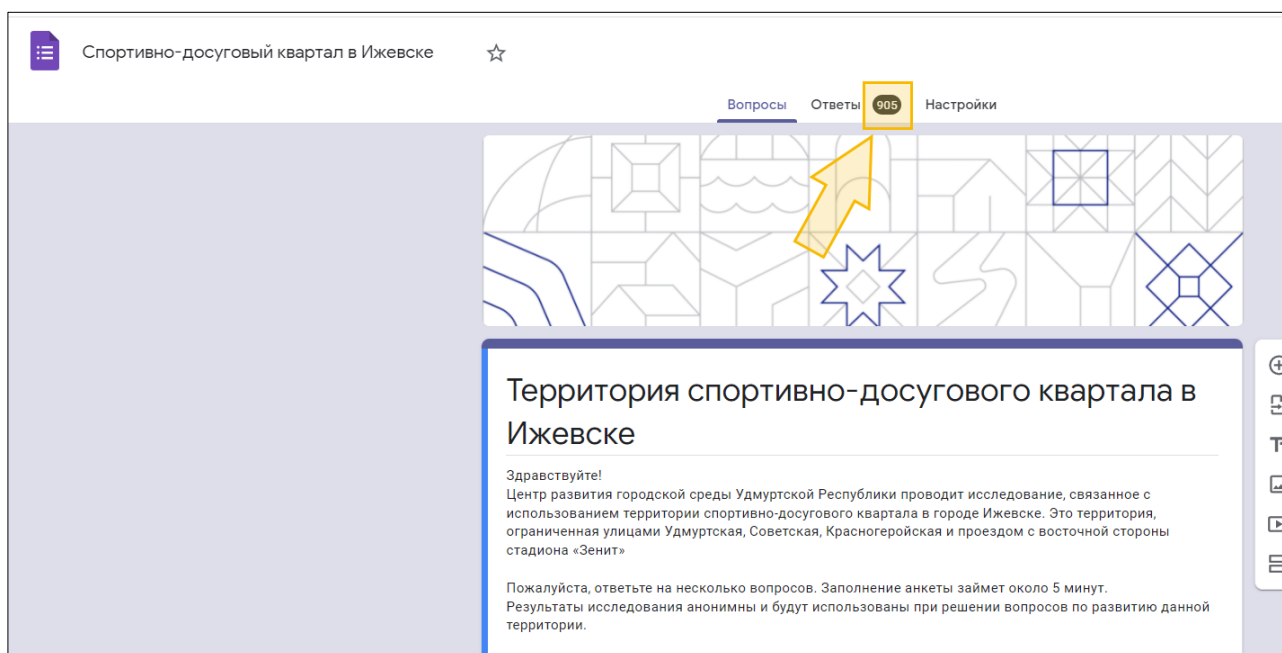 Спортивно-досуговый квартал в Ижевске
Вопросы Ответы 905 Настройки
Территория спортивно-досугового квартала в
Ижевске
Здравствуйте!
Центр развития городской среды Удмуртской Республики проводит исследование, связанное с
использованием территории спортивно-досугового квартала в городе Ижевске. Это территория,
ограниченная улицами Удмуртская, Советская, Красногеройская и проездом с восточной стороны
стадиона «Зенит»
Пожалуйста, ответьте на несколько вопросов. Заполнение анкеты займет около 5 минут.
Результаты исследования анонимны и будут использованы при решении вопросов по развитию данной
территории.